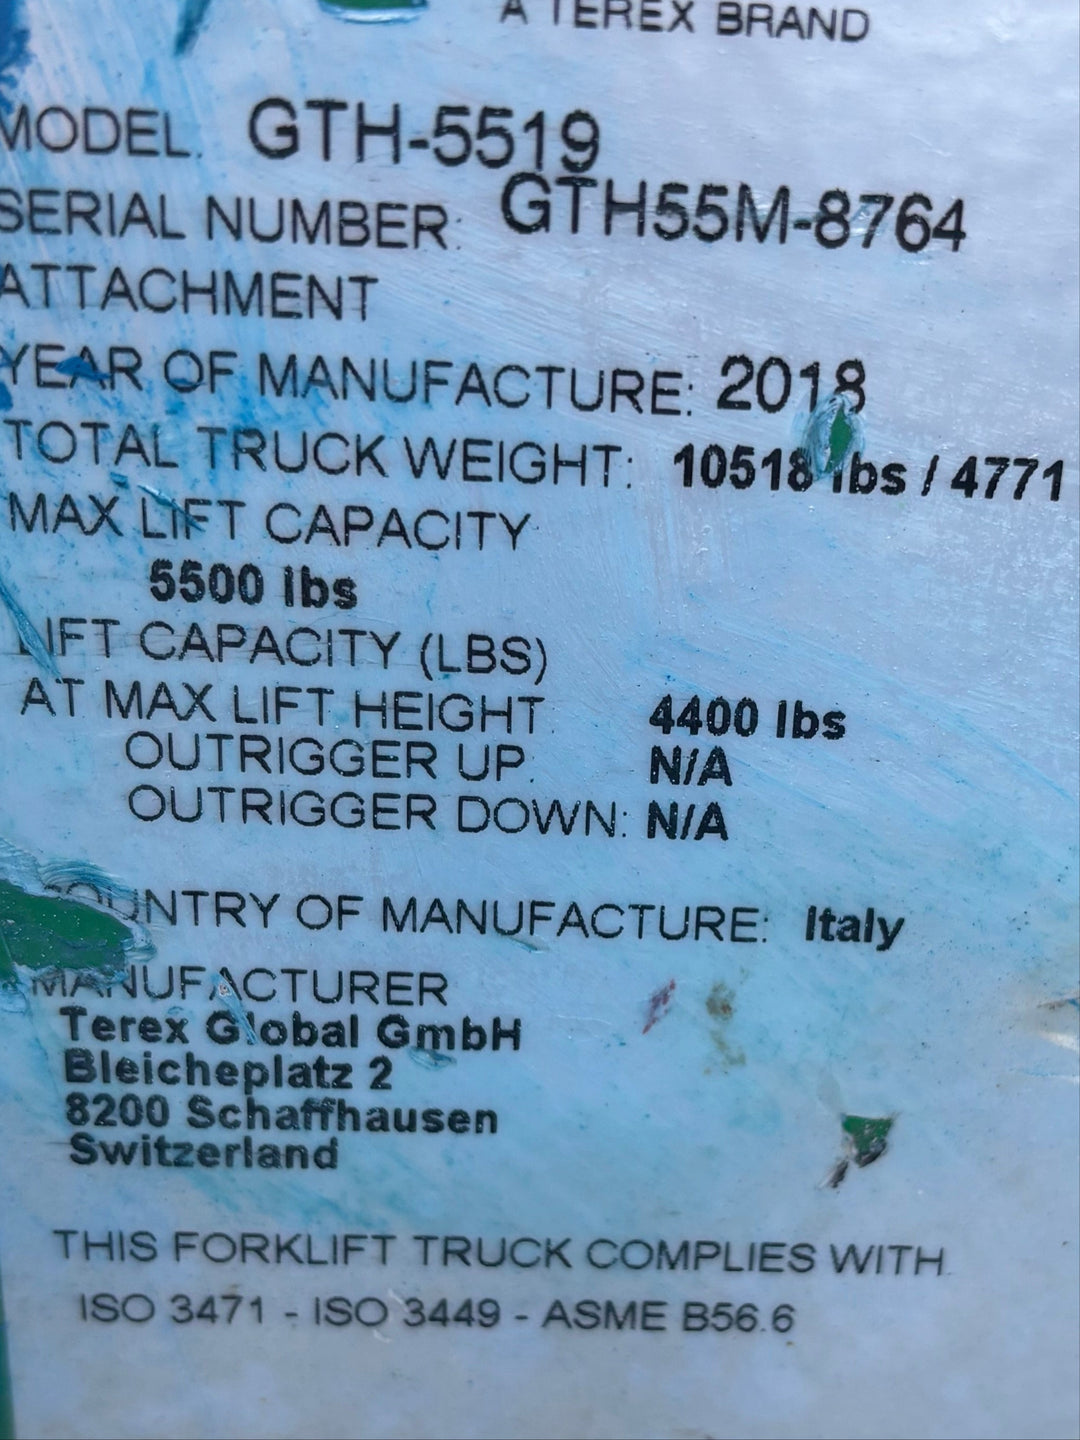 A TEREX BRAND
MODEL. GTH-5519
SERIAL NUMBER: GTH55M-8764
ATTACHMENT
YEAR OF MANUFACTURE: 2018
TOTAL TRUCK WEIGHT: 10518 lbs / 4771
MAX LIFT CAPACITY
5500 lbs
LIFT CAPACITY (LBS)
AT MAX LIFT HEIGHT 4400 lbs
OUTRIGGER UP. N/A
OUTRIGGER DOWN: N/A
COUNTRY OF MANUFACTURE: Italy
MANUFACTURER
Terex Global GmbH
Bleicheplatz 2
8200 Schaffhausen
Switzerland
THIS FORKLIFT TRUCK COMPLIES WITH
ISO 3471 - ISO 3449 - ASME B56.6